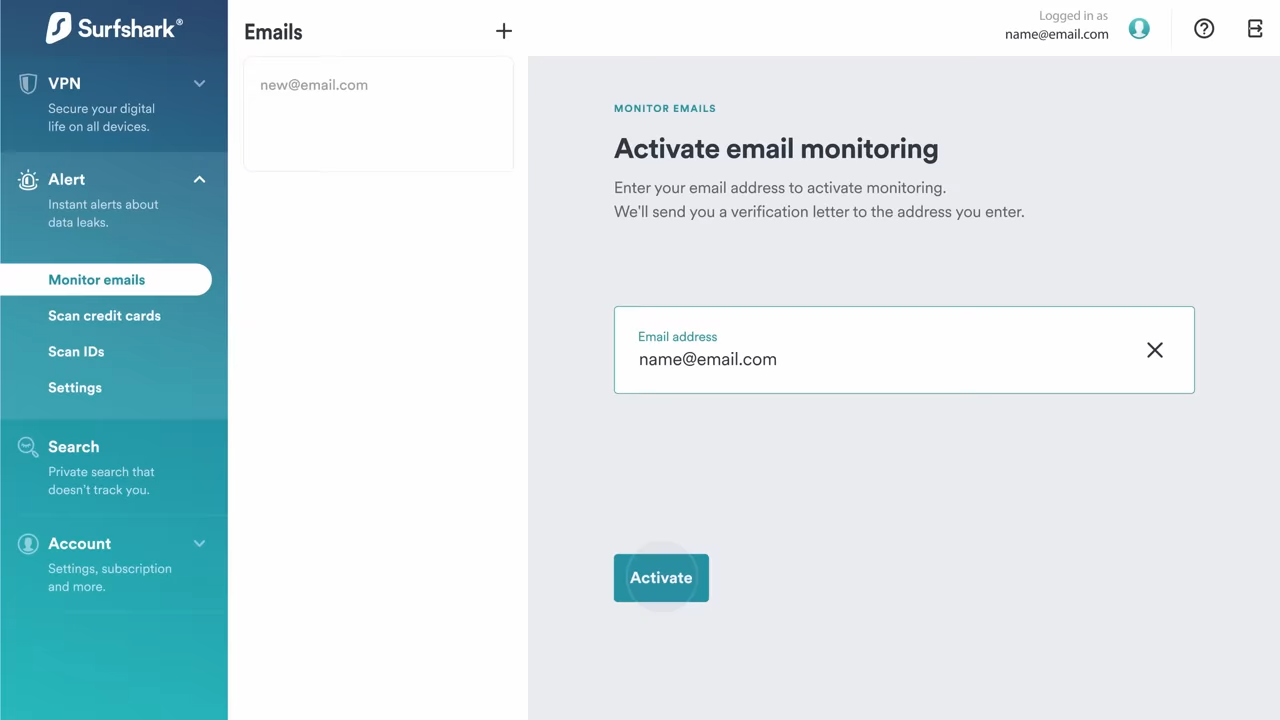 Surfshark®
VPN
Secure your digital
life on all devices.
Alert
Instant alerts about
data leaks.
Monitor emails
Scan credit cards
Scan IDs
Settings
Search
Private search that
doesn't track you.
Account
Settings, subscription
and more.
Emails
new@email.com
Logged in as
name@email.com
MONITOR EMAILS
Activate email monitoring
Enter your email address to activate monitoring.
We'll send you a verification letter to the address you enter.
Email address
name@email.com
Activate